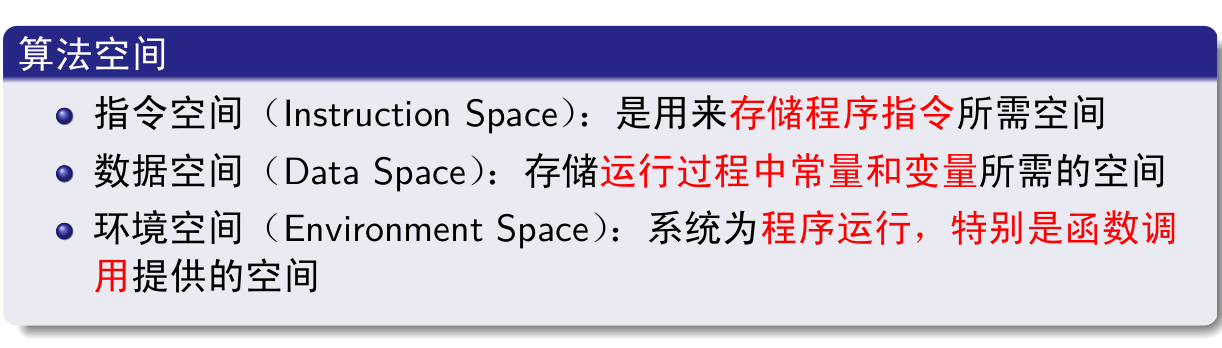 算法空间
指令空间（Instruction Space）：是用来存储程序指令所需空间
数据空间（Data Space）：存储运行过程中常量和变量所需的空间
环境空间（Environment Space）：系统为程序运行，特别是函数调
用提供的空间